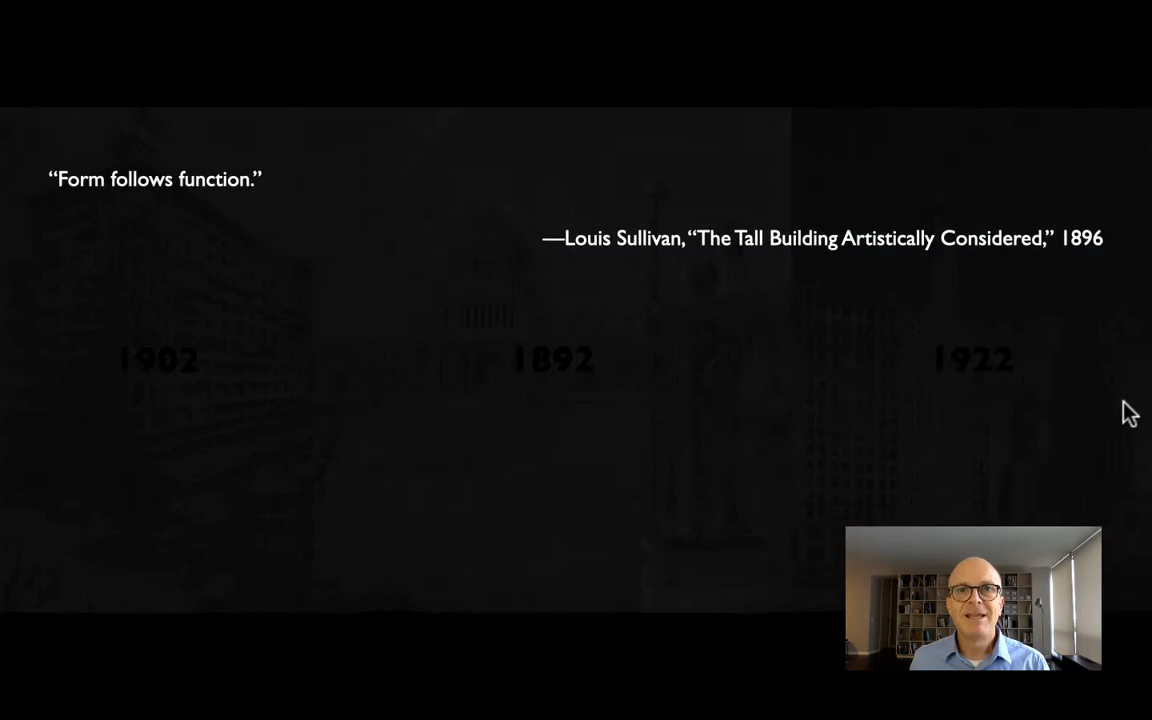 “Form follows function.”
—Louis Sullivan, “The Tall Building Artistically Considered,” 1896
1902 1892 1922